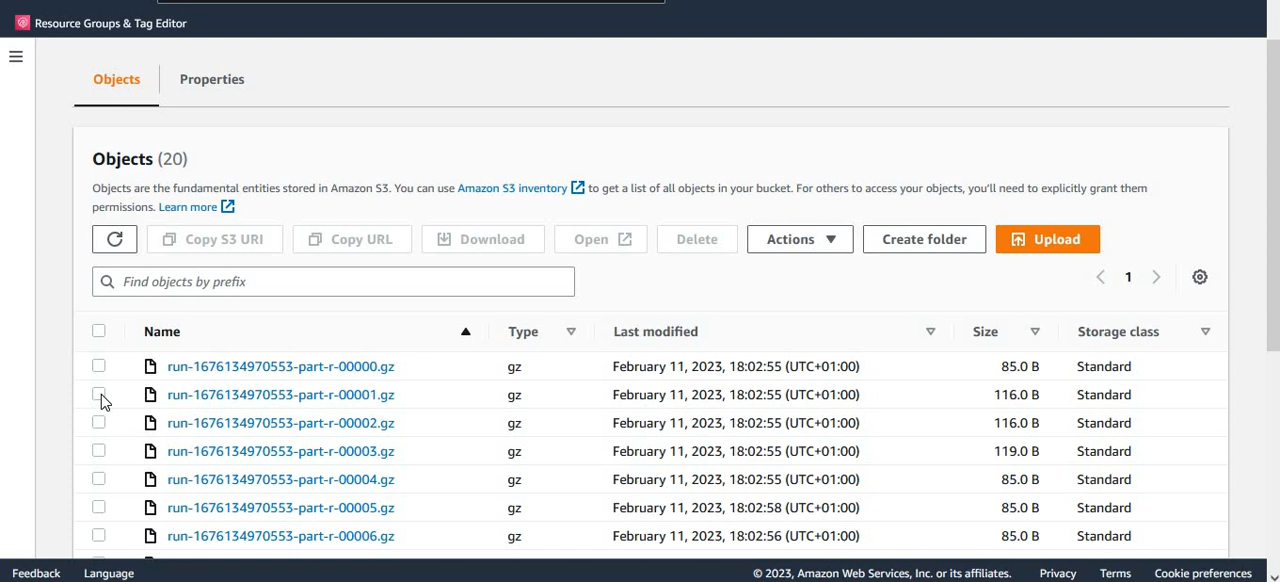 Resource Groups & Tag Editor
Objects Properties
Objects (20)
Objects are the fundamental entities stored in Amazon S3. You can use Amazon S3 inventory to get a list of all objects in your bucket. For others to access your objects, you'll need to explicitly grant them
permissions. Learn more
Copy S3 URI Copy URL Download Open Delete Actions Create folder Upload
Find objects by prefix 1
Name Type Last modified Size Storage class
run-1676134970553-part-r-00000.gz gz February 11, 2023, 18:02:55 (UTC+01:00) 85.0 B Standard
run-1676134970553-part-r-00001.gz gz February 11, 2023, 18:02:55 (UTC+01:00) 116.0 B Standard
run-1676134970553-part-r-00002.gz gz February 11, 2023, 18:02:55 (UTC+01:00) 116.0 B Standard
run-1676134970553-part-r-00003.gz gz February 11, 2023, 18:02:55 (UTC+01:00) 119.0 B Standard
run-1676134970553-part-r-00004.gz gz February 11, 2023, 18:02:55 (UTC+01:00) 85.0 B Standard
run-1676134970553-part-r-00005.gz gz February 11, 2023, 18:02:58 (UTC+01:00) 85.0 B Standard
run-1676134970553-part-r-00006.gz gz February 11, 2023, 18:02:56 (UTC+01:00) 85.0 B Standard
Feedback Language © 2023, Amazon Web Services, Inc. or its affiliates. Privacy Terms Cookie preferences